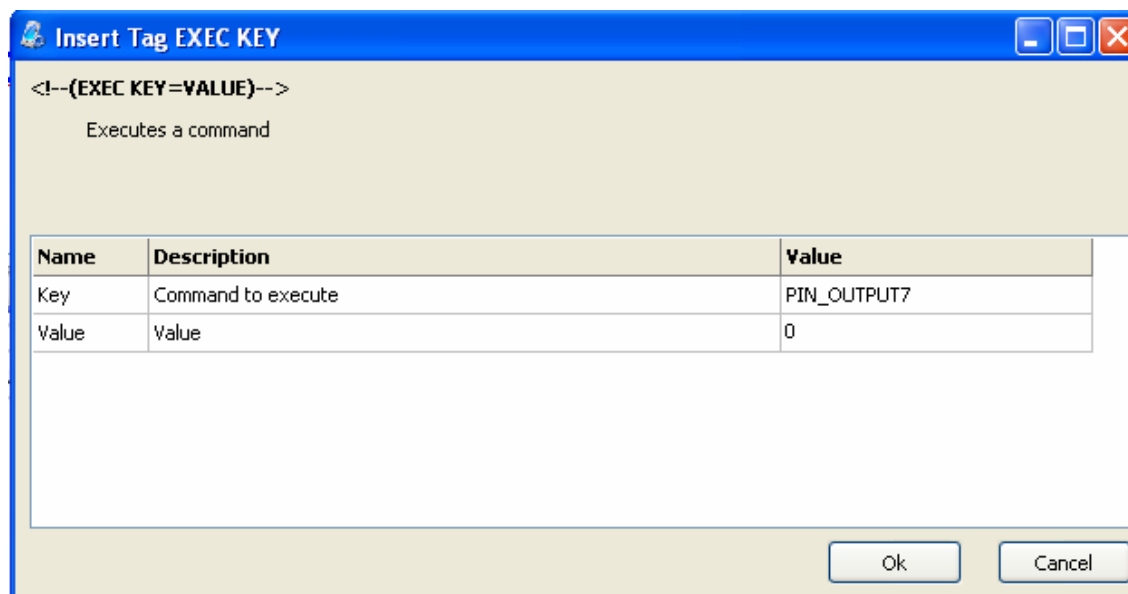 Insert Tag EXEC KEY
<!--(EXEC KEY=VALUE)-->
Executes a command
Name Description Value
Key Command to execute PIN_OUTPUT7
Value Value 0
Ok Cancel